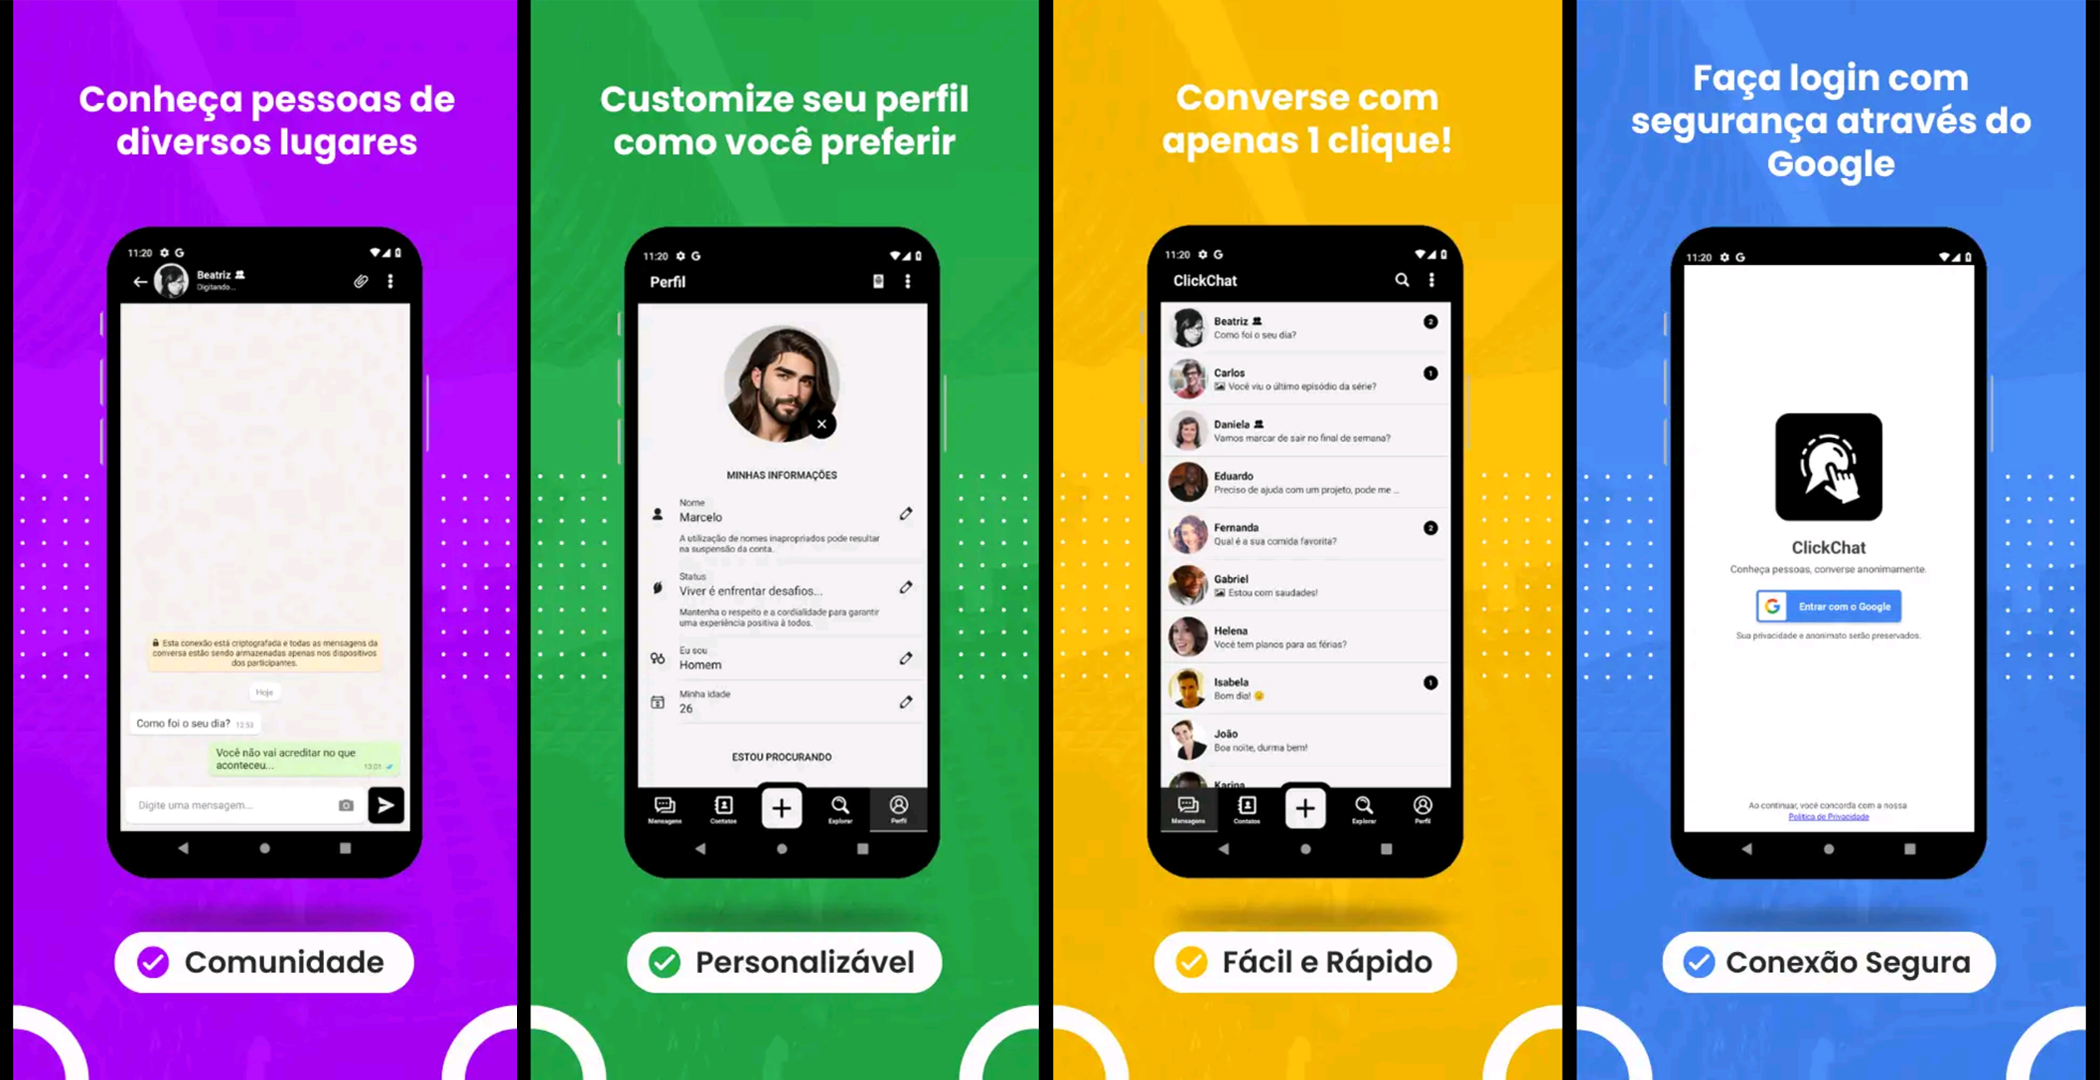 Conheça pessoas de
diversos lugares
11:20
Beatriz
Digitando...
Esta conexão está criptografada e todas as mensagens da
conversa estão sendo armazenadas apenas nos dispositivos
dos participantes.
Hoje
Como foi o seu dia? 12:53
Você não vai acreditar no que
aconteceu...
13:01
Digite uma mensagem...
Comunidade
Customize seu perfil
como você preferir
11:20
Perfil
MINHAS INFORMAÇÕES
Nome
Marcelo
A utilização de nomes inapropriados pode resultar
na suspensão da conta.
Status
Viver é enfrentar desafios...
Mantenha o respeito e a cordialidade para garantir
uma experiência positiva à todos.
Eu sou
Homem
Minha idade
26
ESTOU PROCURANDO
Mensagens
Contatos
Explorar
Perfil
Personalizável
Converse com
apenas 1 clique!
11:20
ClickChat
Beatriz
2
Como foi o seu dia?
Carlos
1
Você viu o último episódio da série?
Daniela
Vamos marcar de sair no final de semana?
Eduardo
Preciso de ajuda com um projeto, pode me ...
Fernanda
2
Qual é a sua comida favorita?
Gabriel
Estou com saudades!
Helena
Você tem planos para as férias?
Isabela
1
Bom dia!
João
Boa noite, durma bem!
Karina
Mensagens
Contatos
Explorar
Perfil
Fácil e Rápido
Faça login com
segurança através do
Google
11:20
ClickChat
Conheça pessoas, converse anonimamente.
Entrar com o Google
Sua privacidade e anonimato serão preservados.
Ao continuar, você concorda com a nossa
Política de Privacidade
Conexão Segura